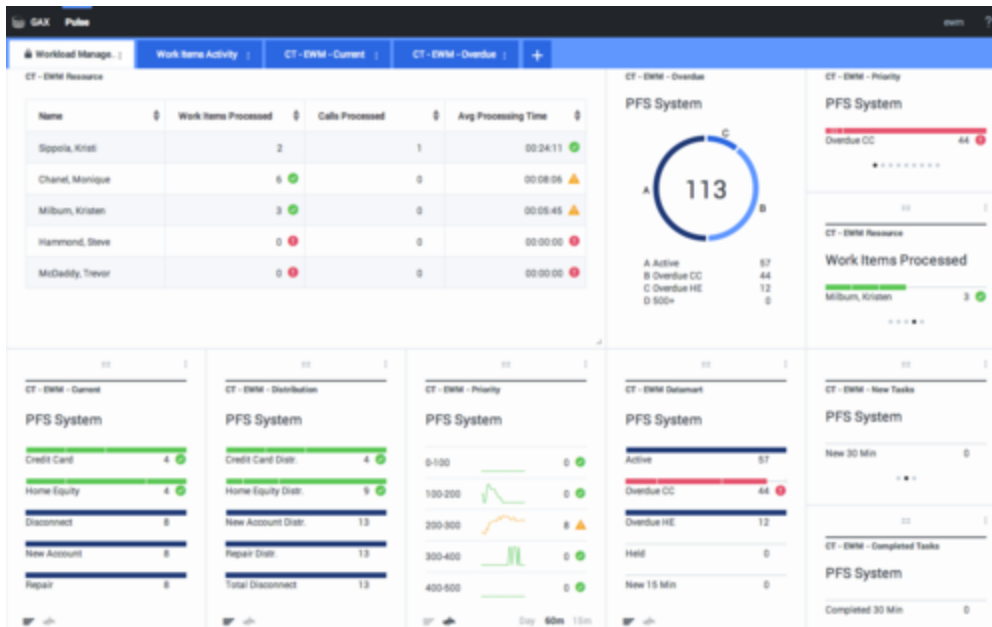 GAX Pulse ewm ?
Workload Manage.. Work Items Activity CT - EWM - Current CT - EWM - Overdue +
CT - EWM Resource
Name Work Items Processed Calls Processed Avg Processing Time
Sippola, Kristi 2 1 00:24:11
Chanel, Monique 6 0 00:08:06
Milburn, Kristen 3 0 00:05:45
Hammond, Steve 0 0 00:00:00
McDaddy, Trevor 0 0 00:00:00
CT - EWM - Overdue
PFS System
C
A
113
B
A Active 57
B Overdue CC 44
C Overdue HE 12
D 500+ 0
CT - EWM - Priority
PFS System
Overdue CC 44
CT - EWM Resource
Work Items Processed
Milburn, Kristen 3
CT - EWM - Current
PFS System
Credit Card 4
Home Equity 4
Disconnect 8
New Account 8
Repair 8
CT - EWM - Distribution
PFS System
Credit Card Distr. 4
Home Equity Distr. 9
New Account Distr. 13
Repair Distr. 13
Total Disconnect 13
CT - EWM - Priority
PFS System
0-100 0
100-200 0
200-300 8
300-400 0
400-500 0
Day 60m 15m
CT - EWM Datamart
PFS System
Active 57
Overdue CC 44
Overdue HE 12
Held 0
New 15 Min 0
CT - EWM - New Tasks
PFS System
New 30 Min 0
CT - EWM - Completed Tasks
PFS System
Completed 30 Min 0